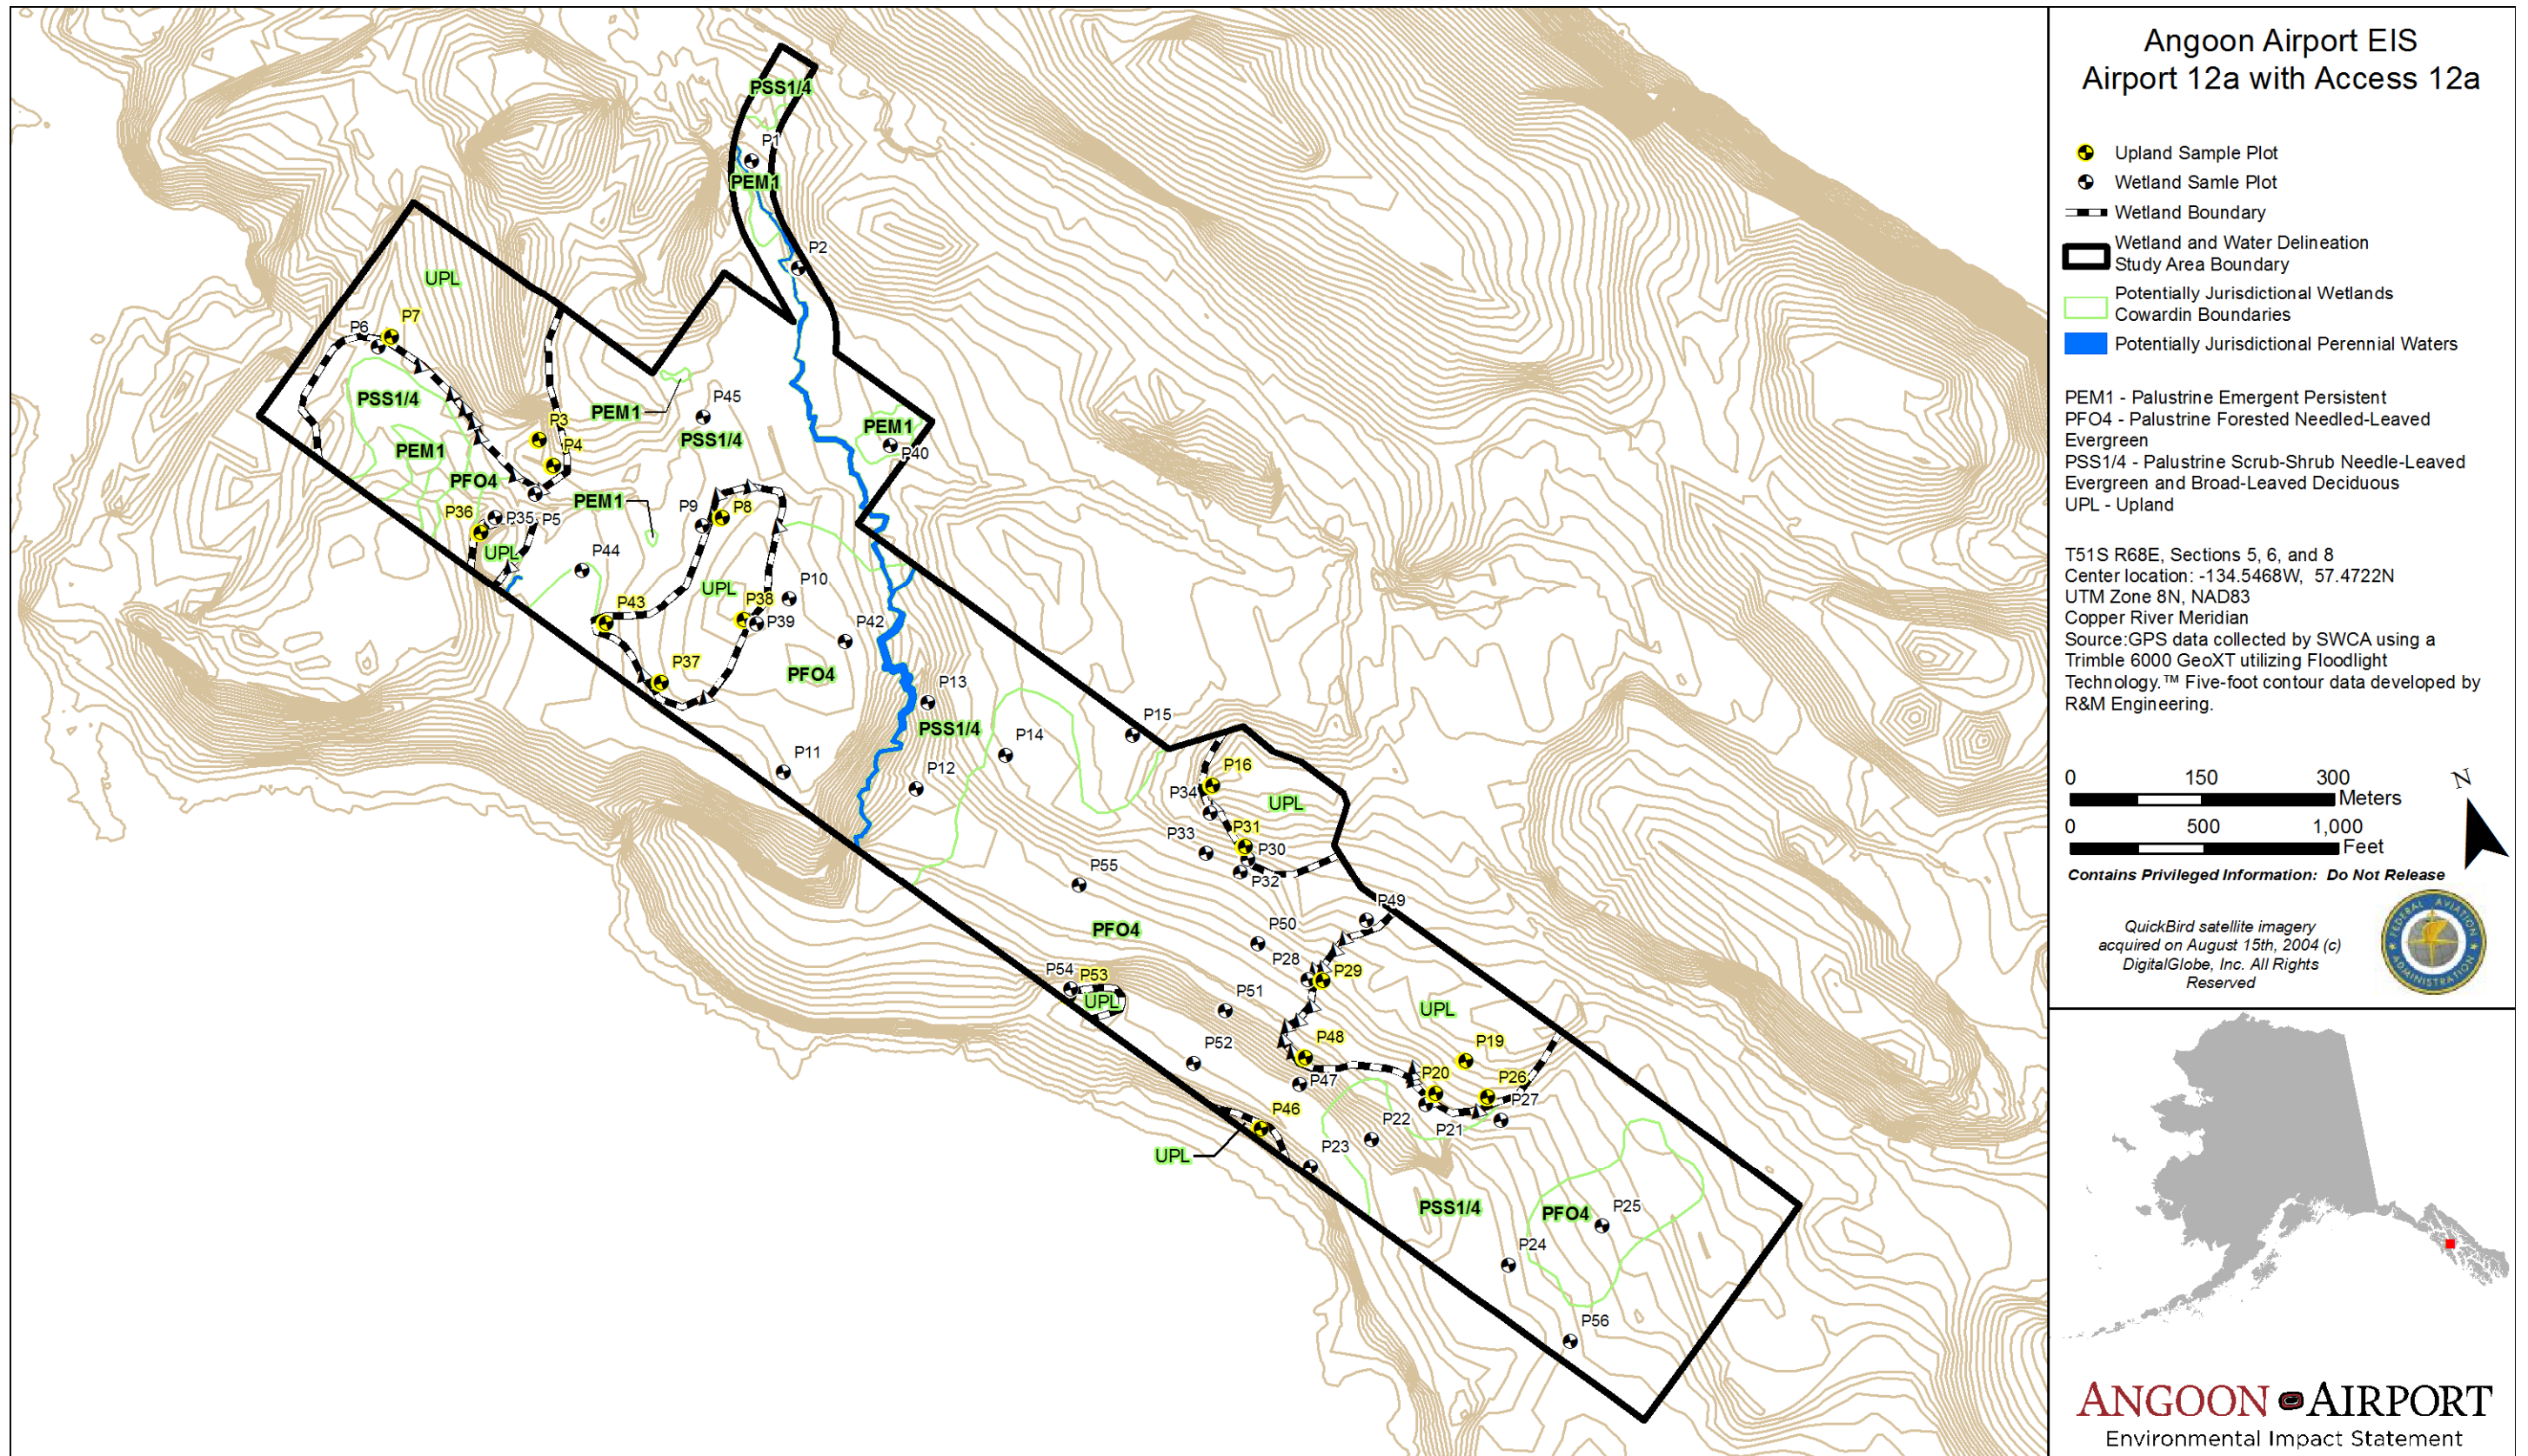 PSS1/4
P1
PEM1
P2
UPL
P7
P6
PSS1/4
P3
P4
PEM1
P45
PSS1/4
PEM1
P40
PEM1
PFO4
PEM1
P36
P35
P5
P9
P8
UPL
P44
UPL
P10
P43
P38
P39
P42
P37
PFO4
P13
PSS1/4
P14
P15
P11
P12
P16
P34
UPL
P33
P31
P30
P32
P55
P49
PFO4
P50
P28
P29
P54
P53
UPL
P51
UPL
P48
P19
P52
P47
P20
P26
P27
P46
P22
P21
UPL
P23
PSS1/4
PFO4
P25
P24
P56
Angoon Airport EIS
Airport 12a with Access 12a
Upland Sample Plot
Wetland Samle Plot
Wetland Boundary
Wetland and Water Delineation
Study Area Boundary
Potentially Jurisdictional Wetlands
Cowardin Boundaries
Potentially Jurisdictional Perennial Waters
PEM1 - Palustrine Emergent Persistent
PFO4 - Palustrine Forested Needled-Leaved
Evergreen
PSS1/4 - Palustrine Scrub-Shrub Needle-Leaved
Evergreen and Broad-Leaved Deciduous
UPL - Upland
T51S R68E, Sections 5, 6, and 8
Center location: -134.5468W, 57.4722N
UTM Zone 8N, NAD83
Copper River Meridian
Source:GPS data collected by SWCA using a
Trimble 6000 GeoXT utilizing Floodlight
Technology.™ Five-foot contour data developed by
R&M Engineering.
0 150 300
Meters
0 500 1,000
Feet
N
Contains Privileged Information: Do Not Release
QuickBird satellite imagery
acquired on August 15th, 2004 (c)
DigitalGlobe, Inc. All Rights
Reserved
FEDERAL AVIATION
ADMINISTRATION
ANGOON AIRPORT
Environmental Impact Statement